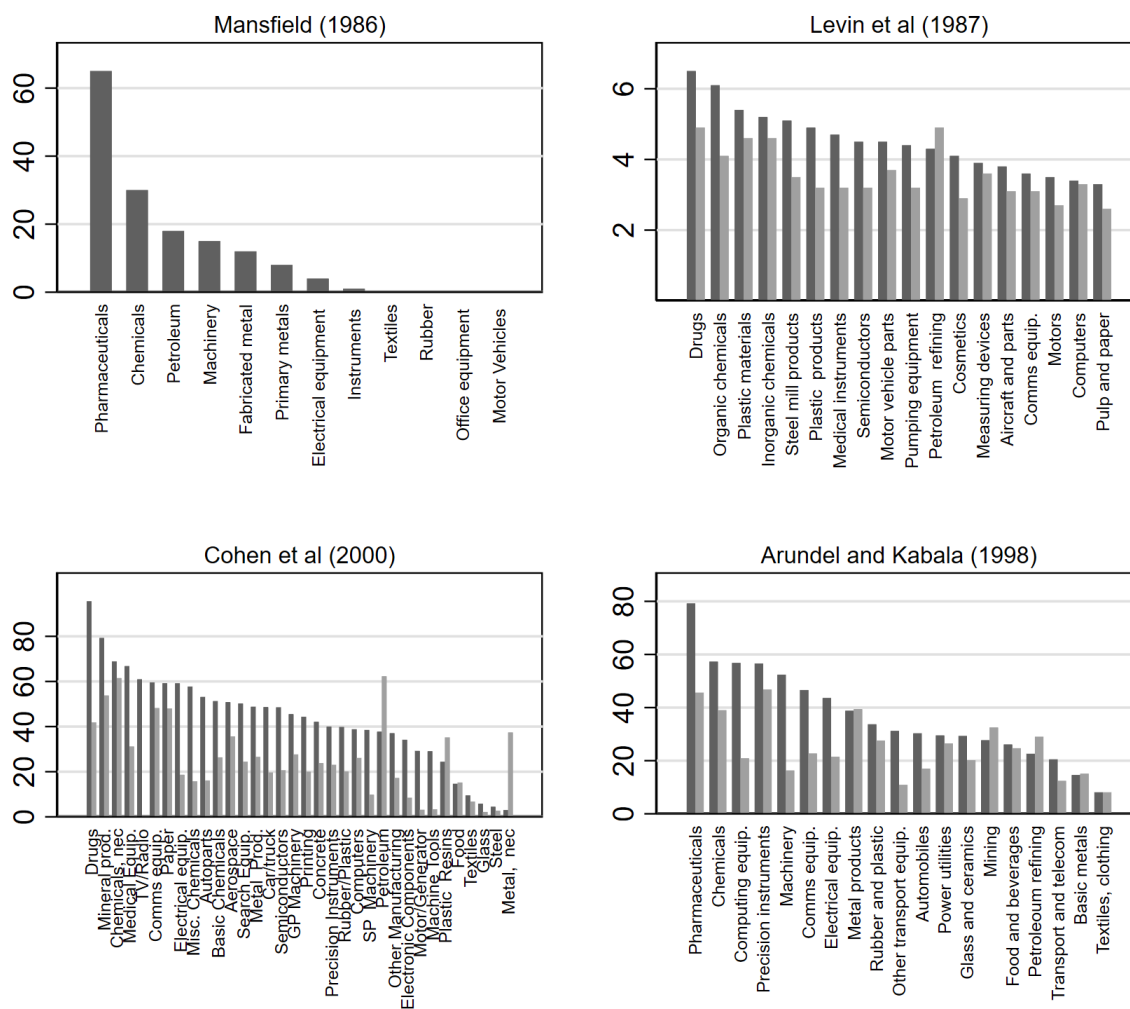 Mansfield (1986)
60
40
20
0
Pharmaceuticals
Chemicals
Petroleum
Machinery
Fabricated metal
Primary metals
Electrical equipment
Instruments
Textiles
Rubber
Office equipment
Motor Vehicles
Levin et al (1987)
6
4
2
Drugs
Organic chemicals
Plastic materials
Inorganic chemicals
Steel mill products
Plastic products
Medical instruments
Semiconductors
Motor vehicle parts
Pumping equipment
Petroleum refining
Cosmetics
Measuring devices
Aircraft and parts
Comms equip.
Motors
Computers
Pulp and paper
Cohen et al (2000)
80
60
40
20
0
Drugs
Mineral prod.
Chemicals, nec
Medical Equip.
TV/Radio
Comms equip.
Paper
Electrical equip.
Misc. Chemicals
Autoparts
Basic Chemicals
Aerospace
Search Equip.
Metal Prod.
Car/truck
Semiconductors
GP Machinery
Printing
Concrete
Precision Instruments
Rubber/Plastic
Computers
SP Machinery
Petroleum
Other Manufacturing
Electronic Components
Motor/Generator
Machine Tools
Plastic Resins
Food
Textiles
Glass
Steel
Metal, nec
Arundel and Kabala (1998)
80
60
40
20
0
Pharmaceuticals
Chemicals
Computing equip.
Precision instruments
Machinery
Comms equip.
Electrical equip.
Metal products
Rubber and plastic
Other transport equip.
Automobiles
Power utilities
Glass and ceramics
Mining
Food and beverages
Petroleum refining
Transport and telecom
Basic metals
Textiles, clothing